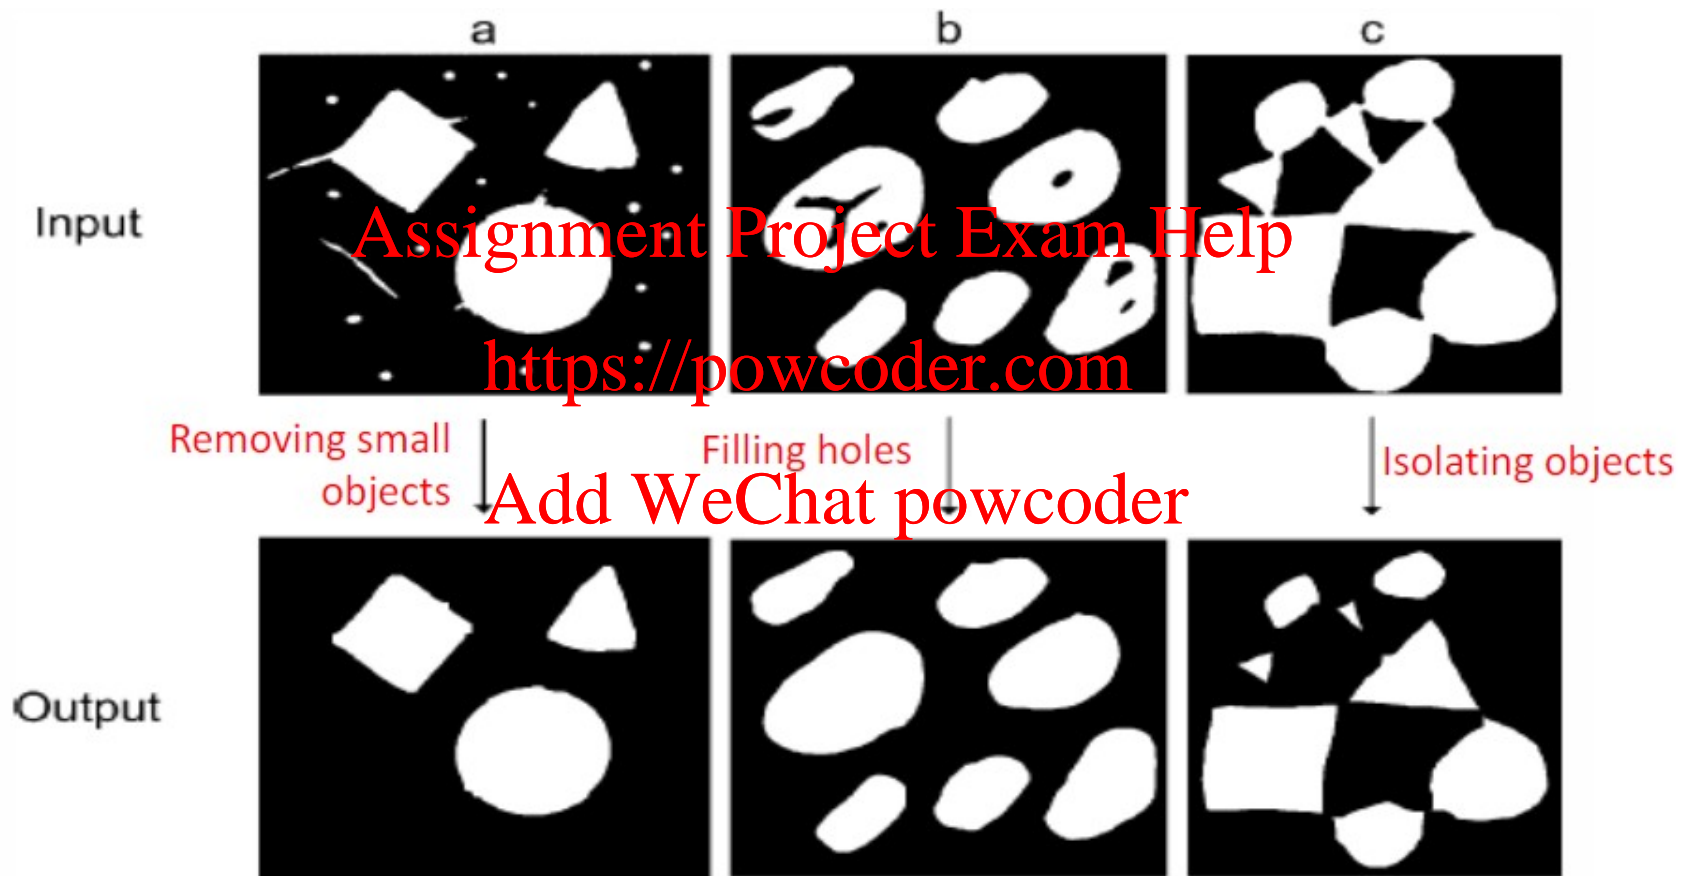 a b c
Input
Assignment Project Exam Help
https://powcoder.com
Removing small
objects
Filling holes
Isolating objects
Add WeChat powcoder
Output